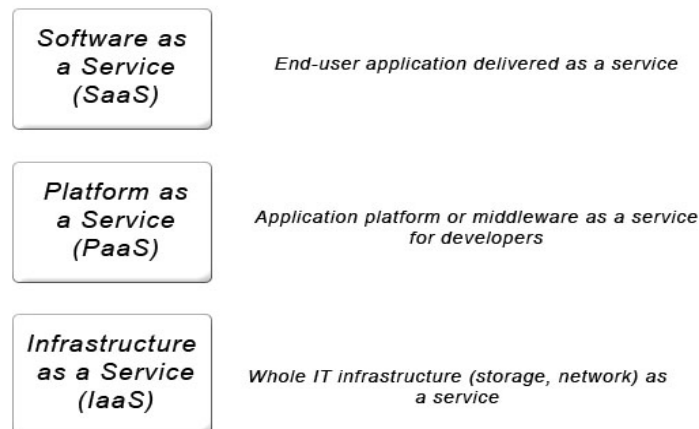 Software as
a Service
(SaaS)
End-user application delivered as a service
Platform as
a Service
(PaaS)
Application platform or middleware as a service
for developers
Infrastructure
as a Service
(IaaS)
Whole IT infrastructure (storage, network) as
a service